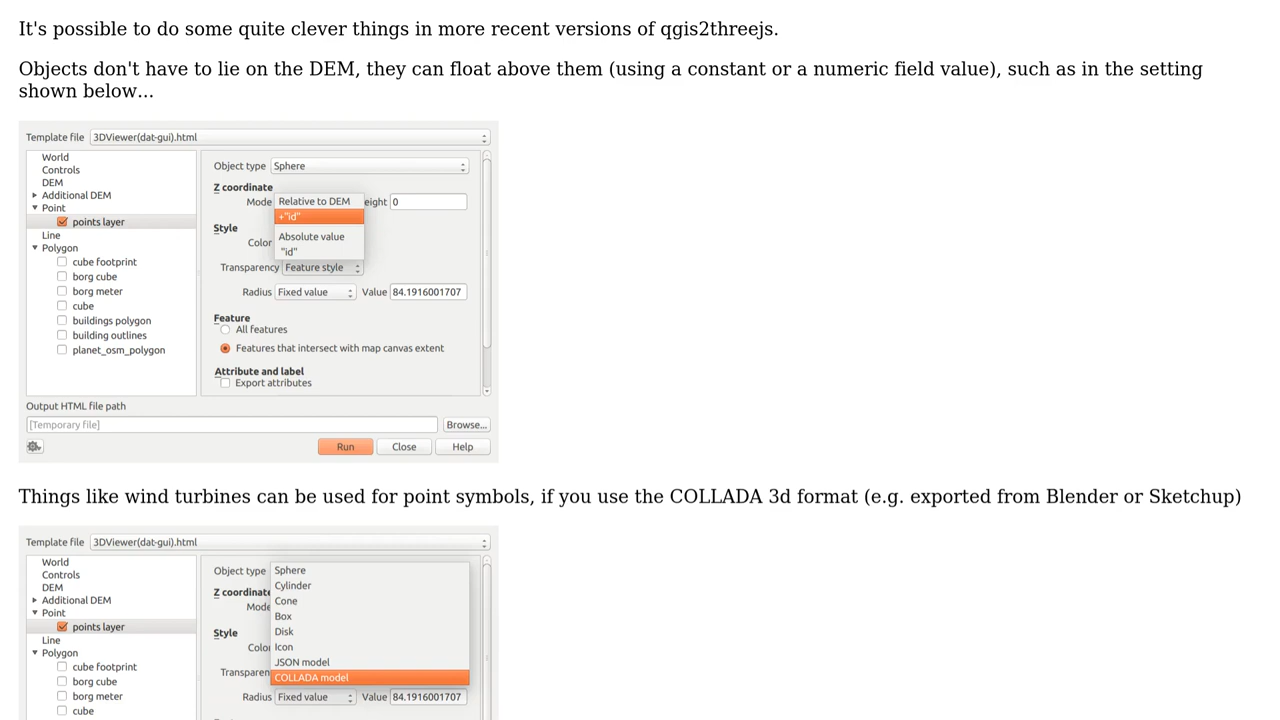 It's possible to do some quite clever things in more recent versions of qgis2threejs.
Objects don't have to lie on the DEM, they can float above them (using a constant or a numeric field value), such as in the setting
shown below...
Template file 3DViewer(dat-gui).html
World
Controls
DEM
Additional DEM
Point
points layer
Line
Polygon
cube footprint
borg cube
borg meter
cube
buildings polygon
building outlines
planet_osm_polygon
Object type Sphere
Z coordinate
Mode Relative to DEM eight 0
+"id"
Absolute value
"id"
Style
Color
Transparency Feature style
Radius Fixed value Value 84.1916001707
Feature
All features
Features that intersect with map canvas extent
Attribute and label
Export attributes
Output HTML file path
[Temporary file] Browse...
Run Close Help
Things like wind turbines can be used for point symbols, if you use the COLLADA 3d format (e.g. exported from Blender or Sketchup)
Template file 3DViewer(dat-gui).html
World
Controls
DEM
Additional DEM
Point
points layer
Line
Polygon
cube footprint
borg cube
borg meter
cube
Object type Sphere
Cylinder
Cone
Box
Disk
Icon
JSON model
COLLADA model
Z coordinate
Mode
Style
Color
Transparen
Radius Fixed value Value 84.1916001707